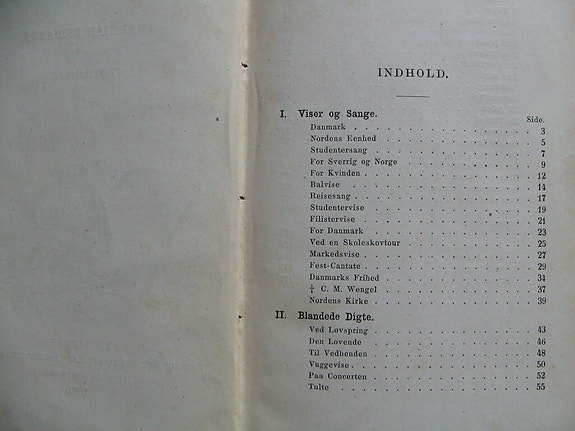 INDHOLD.
I. Viser og Sange.
Side.
Danmark . . . . . . . . . . . . . . . . 3
Nordens Eenhed . . . . . . . . . . . . . 5
Studentersang . . . . . . . . . . . . . 7
For Sverrig og Norge . . . . . . . . . . . 9
For Kvinden . . . . . . . . . . . . . . 12
Balvise . . . . . . . . . . . . . . . . 14
Reisesang . . . . . . . . . . . . . . . 17
Studentervise . . . . . . . . . . . . . 19
Filistervise . . . . . . . . . . . . . . 21
For Danmark . . . . . . . . . . . . . . 23
Ved en Skoleskovtour . . . . . . . . . . . 25
Markedsvise . . . . . . . . . . . . . . 27
Fest-Cantate . . . . . . . . . . . . . . 29
Danmarks Frihed . . . . . . . . . . . . . 34
† C. M. Wengel . . . . . . . . . . . . . 37
Nordens Kirke . . . . . . . . . . . . . 39
II. Blandede Digte.
Ved Løvspring . . . . . . . . . . . . . 43
Den Lovende . . . . . . . . . . . . . . 46
Til Vedbenden . . . . . . . . . . . . . 48
Vuggevise . . . . . . . . . . . . . . . 50
Paa Concerten . . . . . . . . . . . . . 52
Tulte . . . . . . . . . . . . . . . . 55